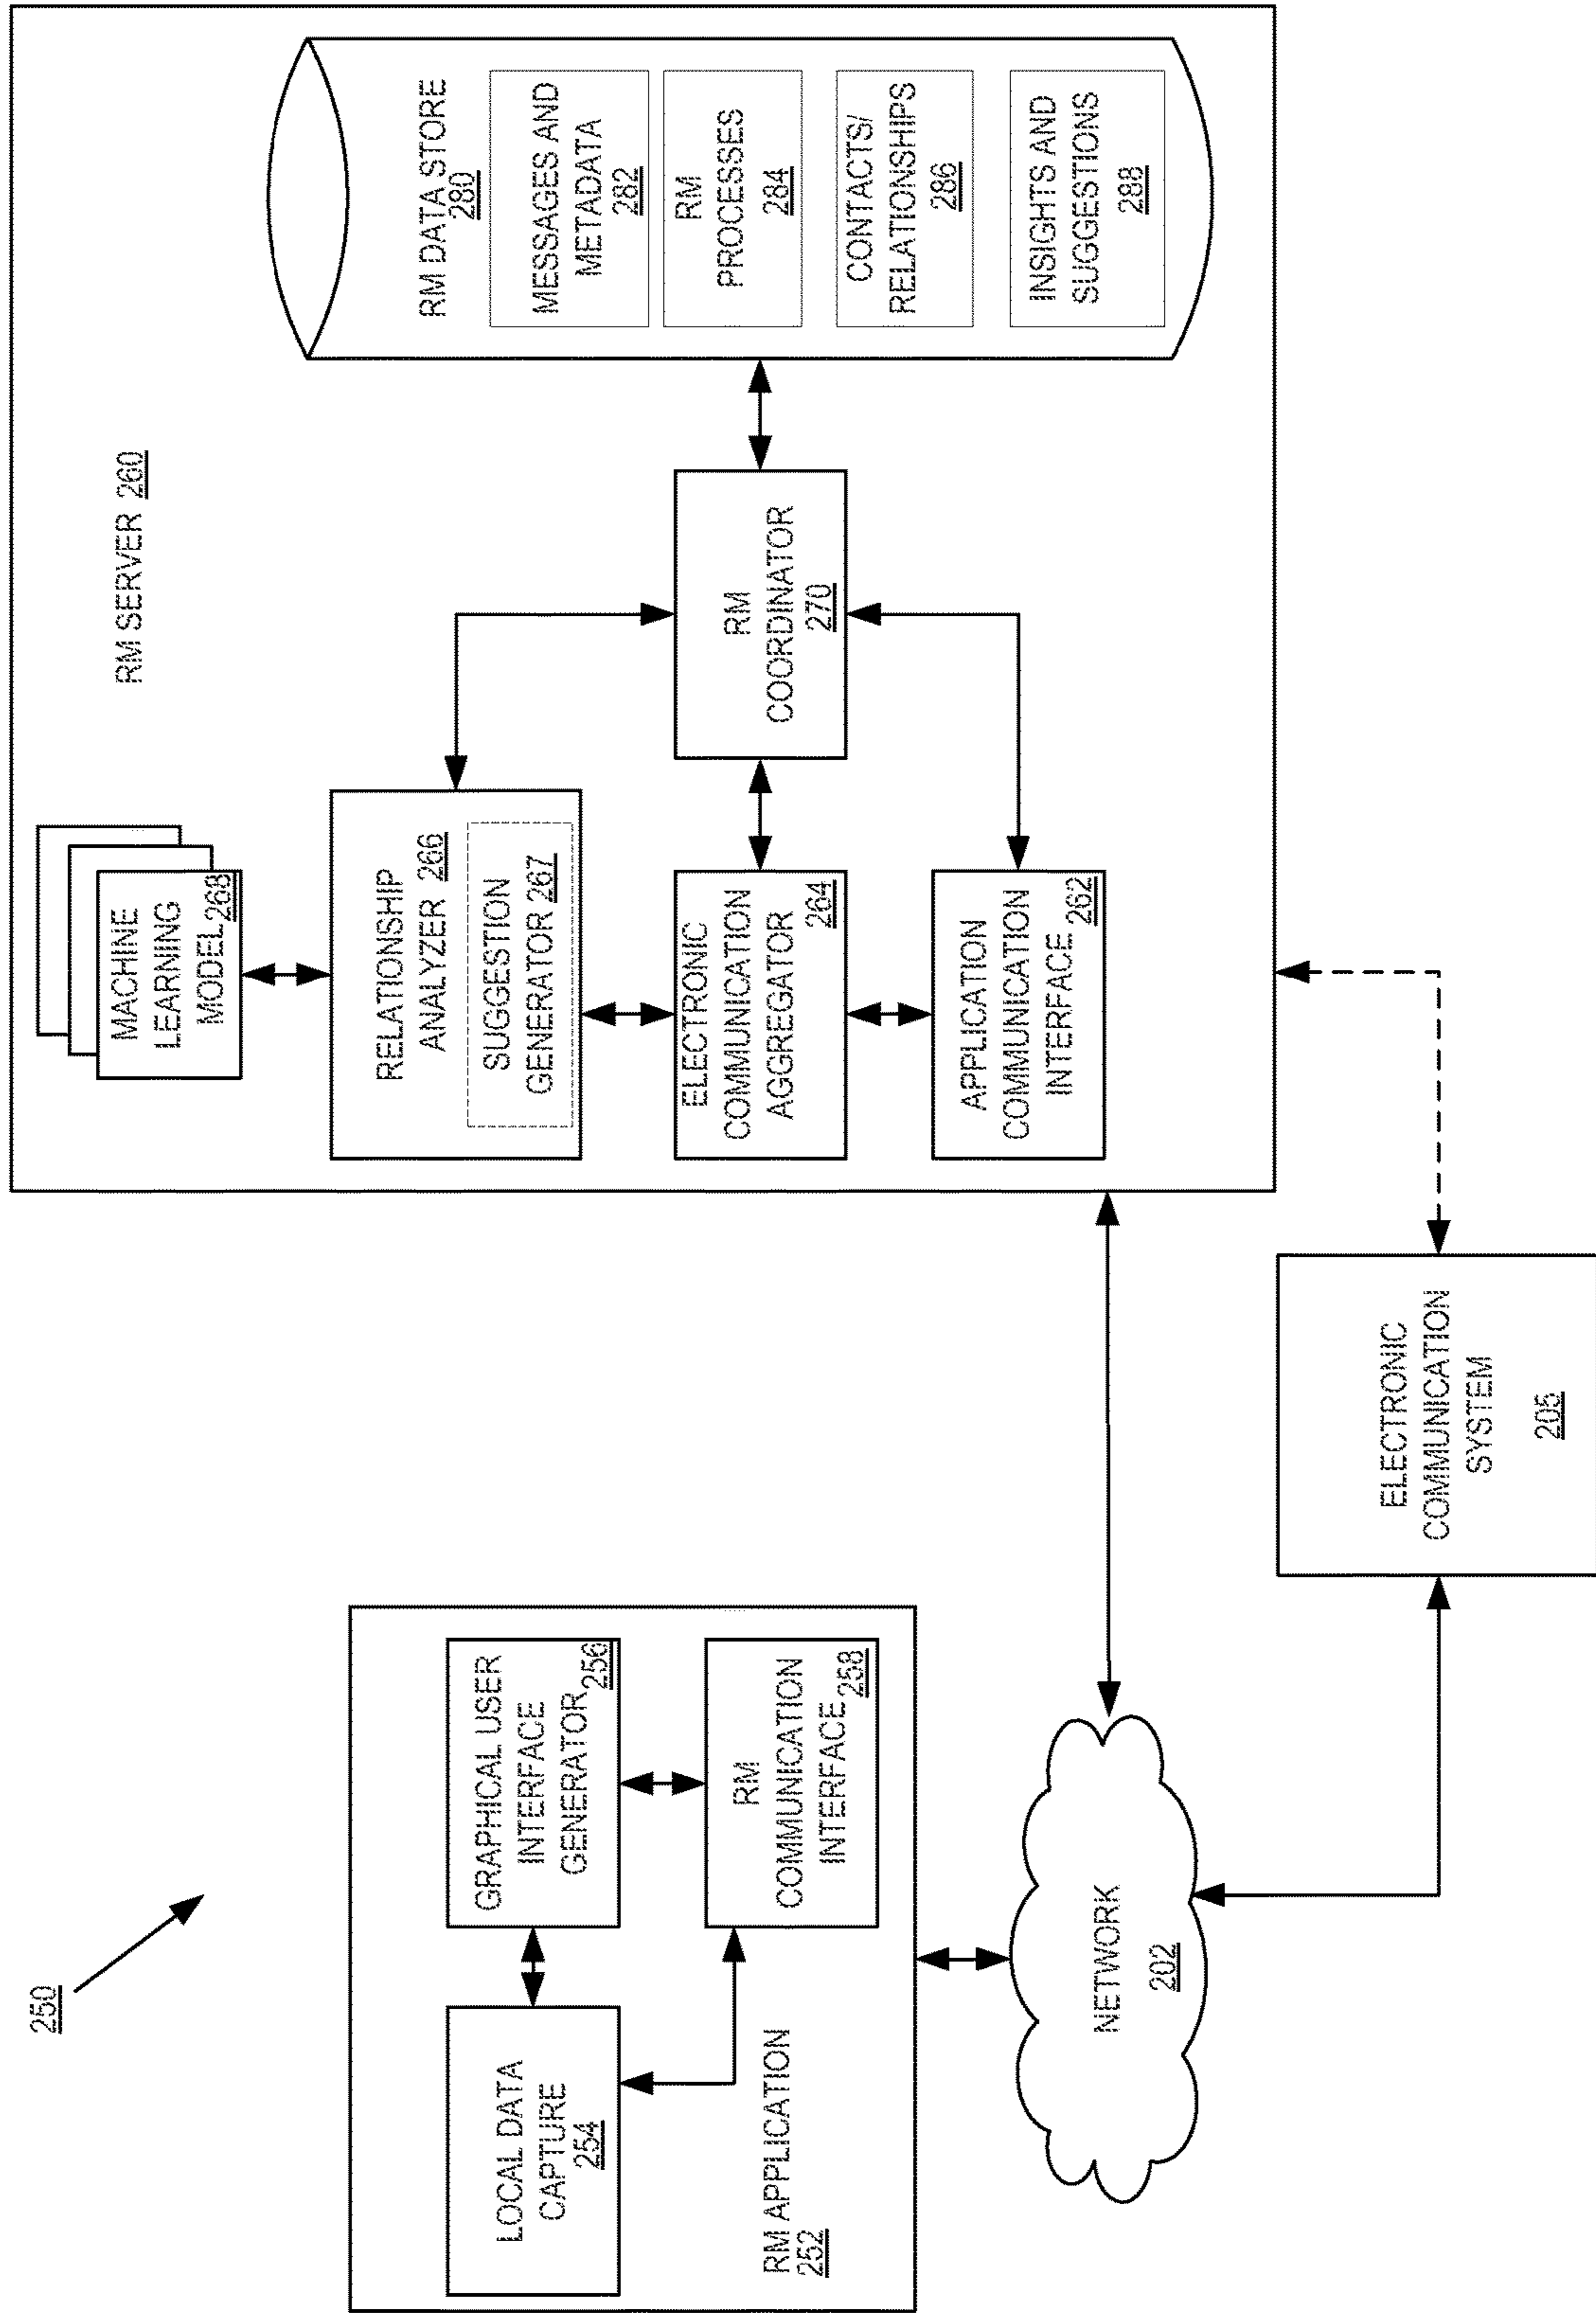 250
LOCAL DATA
CAPTURE
254
GRAPHICAL USER
INTERFACE
GENERATOR 256
RM
COMMUNICATION
INTERFACE 258
RM APPLICATION
252
NETWORK
202
ELECTRONIC
COMMUNICATION
SYSTEM
205
RM SERVER 260
MACHINE
LEARNING
MODEL 268
RELATIONSHIP
ANALYZER 266
SUGGESTION
GENERATOR 267
ELECTRONIC
COMMUNICATION
AGGREGATOR 264
APPLICATION
COMMUNICATION
INTERFACE 262
RM
COORDINATOR
270
RM DATA STORE
280
MESSAGES AND
METADATA
282
RM
PROCESSES
284
CONTACTS/
RELATIONSHIPS
286
INSIGHTS AND
SUGGESTIONS
288